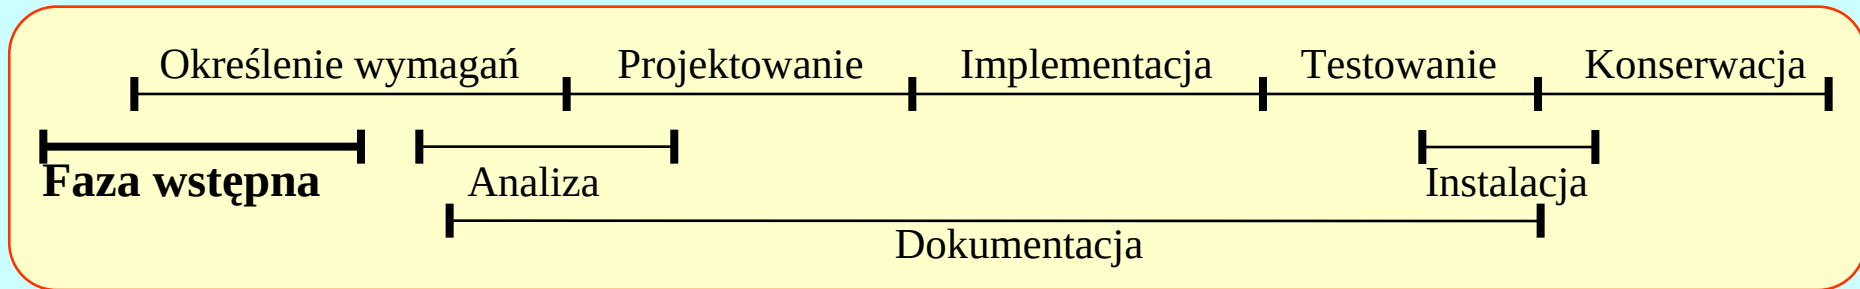 Określenie wymagań Projektowanie Implementacja Testowanie Konserwacja
Faza wstępna Analiza Instalacja
Dokumentacja